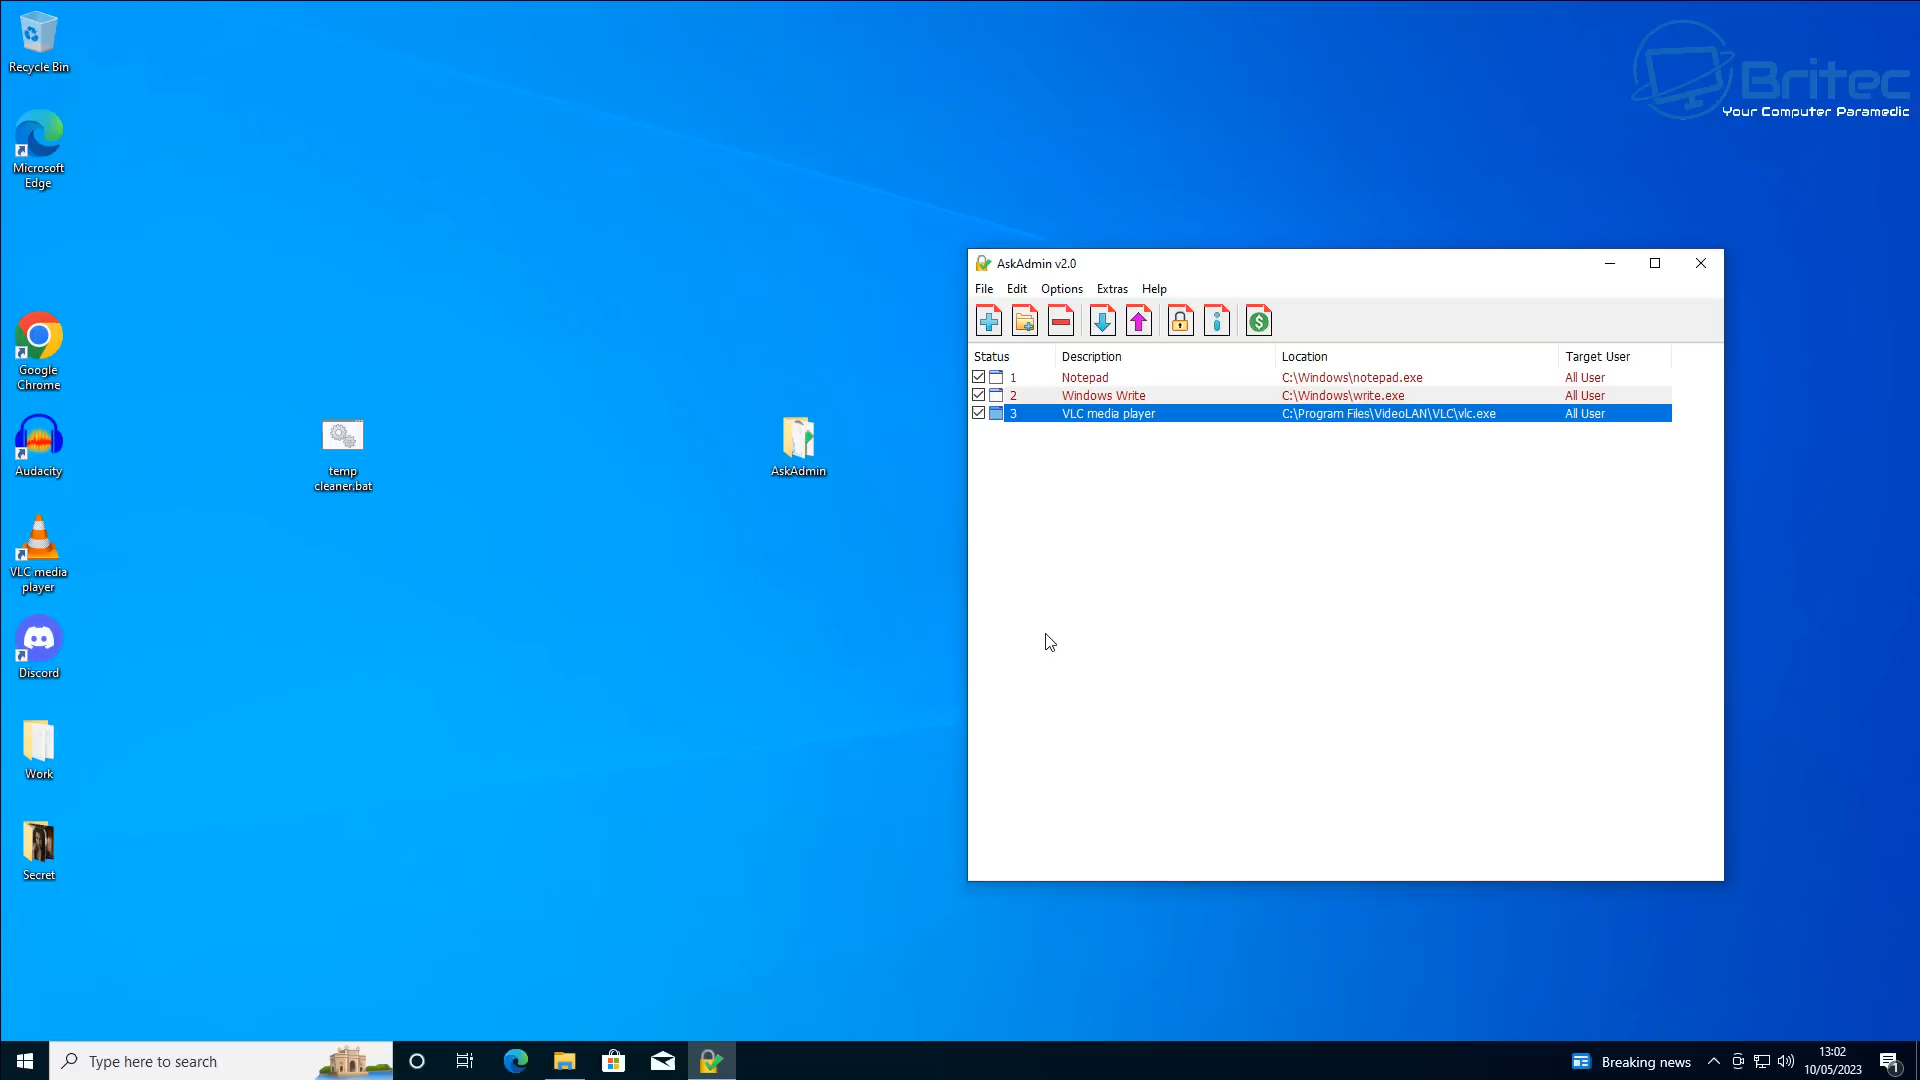 Recycle Bin
Microsoft
Edge
Google
Chrome
Audacity
VLC media
player
Discord
Work
Secret
temp
cleaner.bat
AskAdmin
Britec
Your Computer Paramedic
AskAdmin v2.0
File Edit Options Extras Help
Status Description Location Target User
1 Notepad C:\Windows\notepad.exe All User
2 Windows Write C:\Windows\write.exe All User
3 VLC media player C:\Program Files\VideoLAN\VLC\vlc.exe All User
Type here to search
Breaking news
13:02
10/05/2023
1